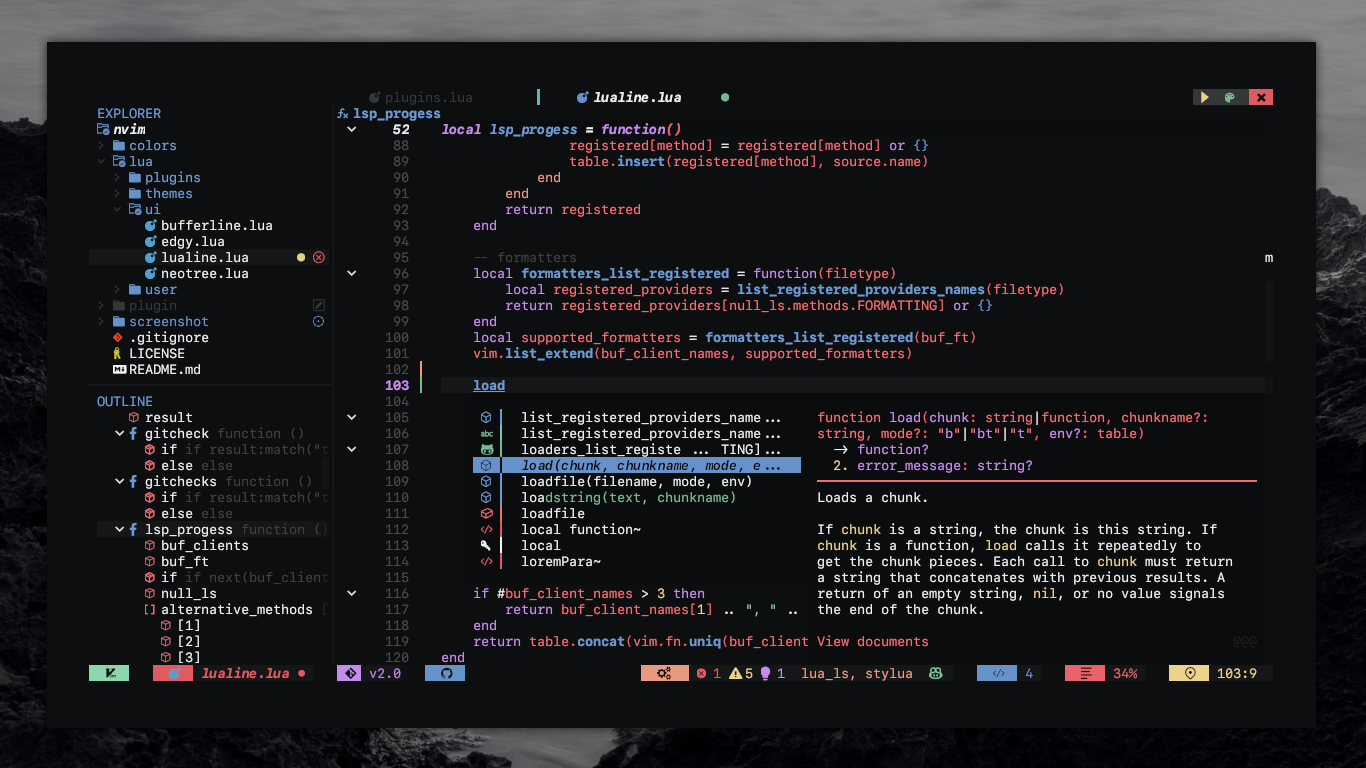 plugins.lua lualine.lua
EXPLORER
nvim
colors
lua
plugins
themes
ui
bufferline.lua
edgy.lua
lualine.lua
neotree.lua
user
plugin
screenshot
.gitignore
LICENSE
README.md
OUTLINE
result
gitcheck function ()
if if result:match("t
else else
gitchecks function ()
if if result:match("t
else else
lsp_progess function ()
buf_clients
buf_ft
if if next(buf_client
null_ls
alternative_methods [
[1]
[2]
[3]
fx lsp_progess
52 local lsp_progess = function()
88 registered[method] = registered[method] or {}
89 table.insert(registered[method], source.name)
90 end
91 end
92 return registered
93 end
94
95 -- formatters
m
96 local formatters_list_registered = function(filetype)
97 local registered_providers = list_registered_providers_names(filetype)
98 return registered_providers[null_ls.methods.FORMATTING] or {}
99 end
100 local supported_formatters = formatters_list_registered(buf_ft)
101 vim.list_extend(buf_client_names, supported_formatters)
102
103 load
104
105 list_registered_providers_name...
106 abc list_registered_providers_name...
107 loaders_list_registe ... TING]...
108 load(chunk, chunkname, mode, e...
109 loadfile(filename, mode, env)
110 loadstring(text, chunkname)
111 loadfile
112 local function~
113 local
114 loremPara~
115
116 if #buf_client_names > 3 then
117 return buf_client_names[1] .. ", " ..
118 end
119 return table.concat(vim.fn.uniq(buf_client
120 end
function load(chunk: string|function, chunkname?:
string, mode?: "b"|"bt"|"t", env?: table)
-> function?
2. error_message: string?
Loads a chunk.
If chunk is a string, the chunk is this string. If
chunk is a function, load calls it repeatedly to
get the chunk pieces. Each call to chunk must return
a string that concatenates with previous results. A
return of an empty string, nil, or no value signals
the end of the chunk.
View documents @@@
lualine.lua v2.0 1 5 1 lua_ls, stylua 4 34% 103:9